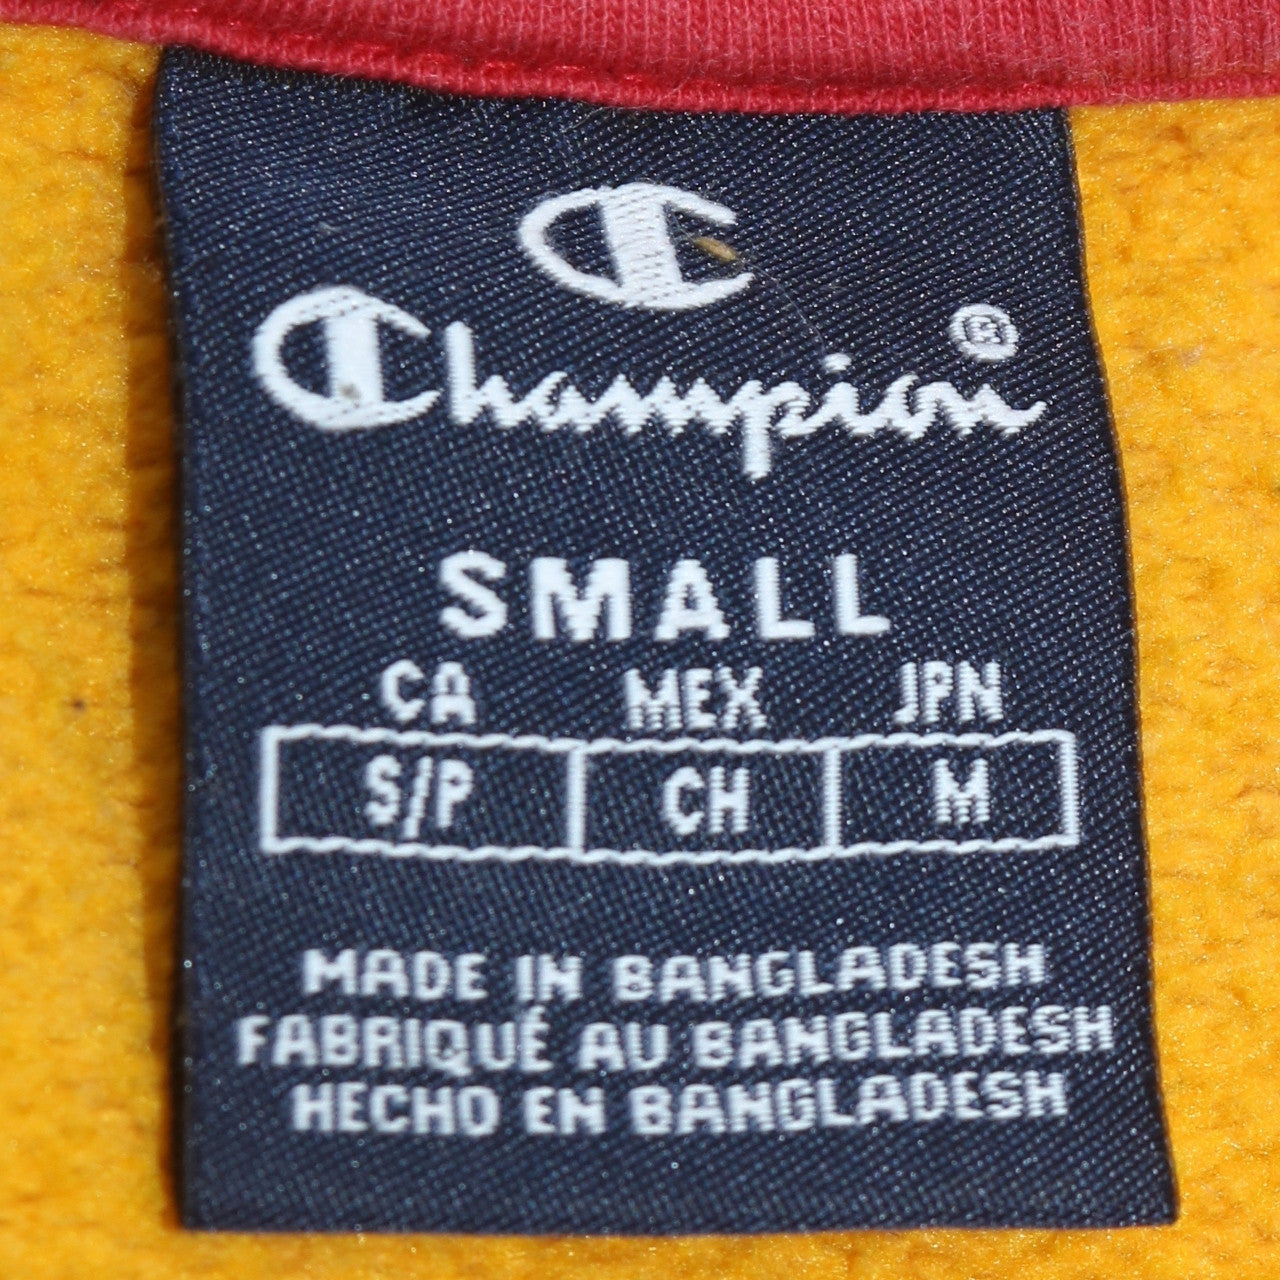 C
Champion®
SMALL
CA MEX JPN
S/P CH M
MADE IN BANGLADESH
FABRIQUÉ AU BANGLADESH
HECHO EN BANGLADESH